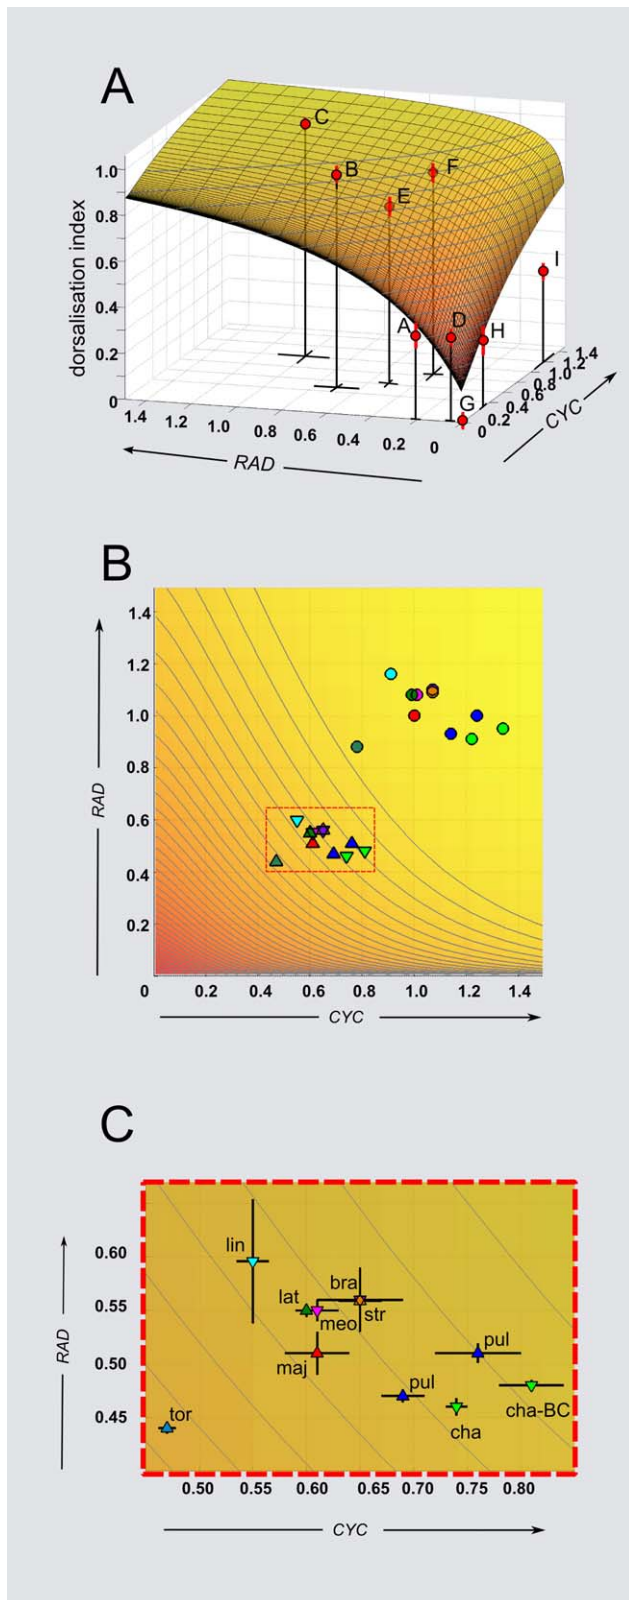 A
C
B
F
E
I
A
D
H
G
dorsalisation index
1.0
0.8
0.6
0.4
0.2
0
1.4
1.2
1.0
0.8
0.6
0.4
0.2
0
RAD
0
0.2
0.4
0.6
0.8
1.0
1.2
1.4
CYC
B
1.4
1.2
1.0
0.8
0.6
0.4
0.2
RAD
0 0.2 0.4 0.6 0.8 1.0 1.2 1.4
CYC
C
0.60
0.55
0.50
0.45
RAD
lin
bra
lat
str
meo
maj
pul
pul
cha-BC
tor
cha
0.50 0.55 0.60 0.65 0.70 0.75 0.80
CYC